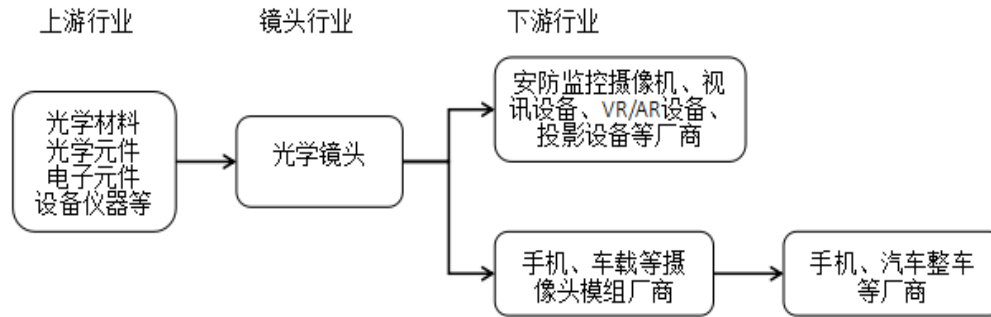 上游行业
镜头行业
下游行业
光学材料
光学元件
电子元件
设备仪器等
光学镜头
安防监控摄像机、视
讯设备、VR/AR设备、
投影设备等厂商
手机、车载等摄
像头模组厂商
手机、汽车整车
等厂商